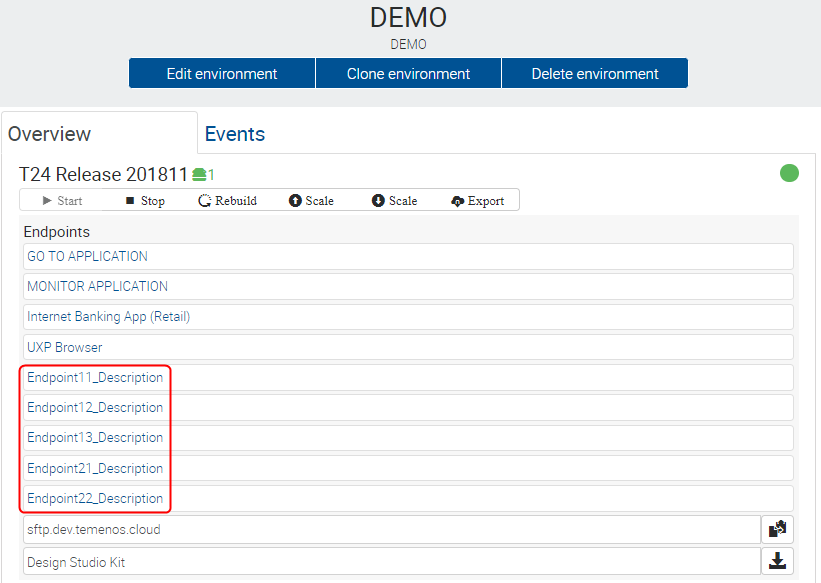 DEMO
DEMO
Edit environment Clone environment Delete environment
Overview Events
T24 Release 201811 1
Start Stop Rebuild Scale Scale Export
Endpoints
GO TO APPLICATION
MONITOR APPLICATION
Internet Banking App (Retail)
UXP Browser
Endpoint11_Description
Endpoint12_Description
Endpoint13_Description
Endpoint21_Description
Endpoint22_Description
sftp.dev.temenos.cloud
Design Studio Kit